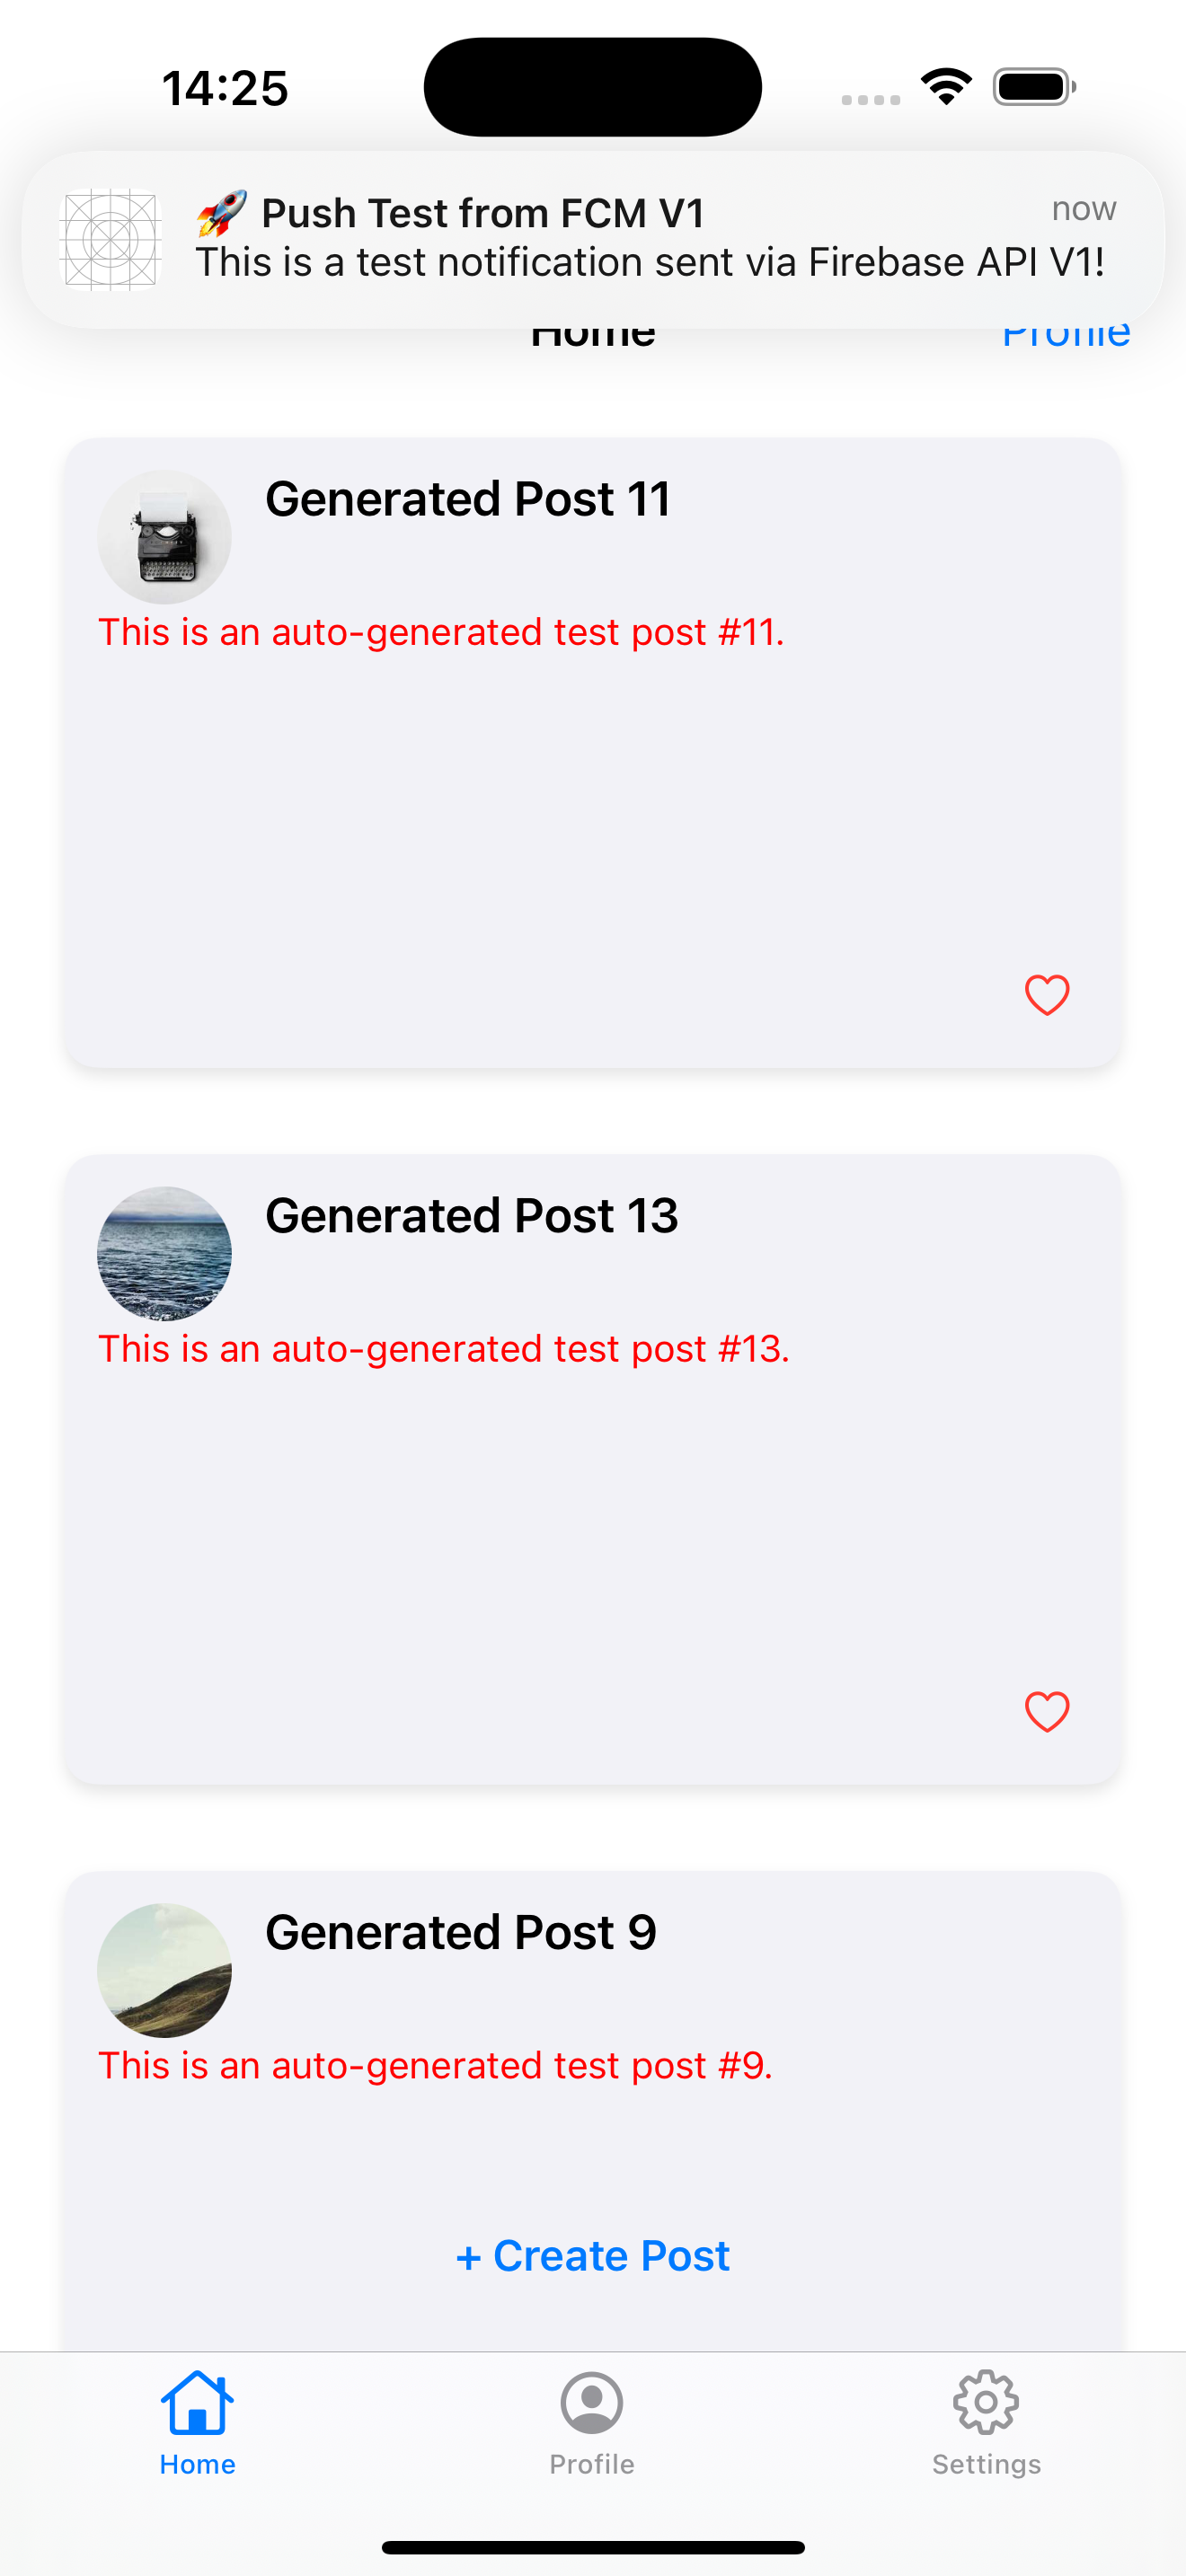 14:25
🚀 Push Test from FCM V1
now
This is a test notification sent via Firebase API V1!
Home
Profile
Generated Post 11
This is an auto-generated test post #11.
Generated Post 13
This is an auto-generated test post #13.
Generated Post 9
This is an auto-generated test post #9.
+ Create Post
Home
Profile
Settings